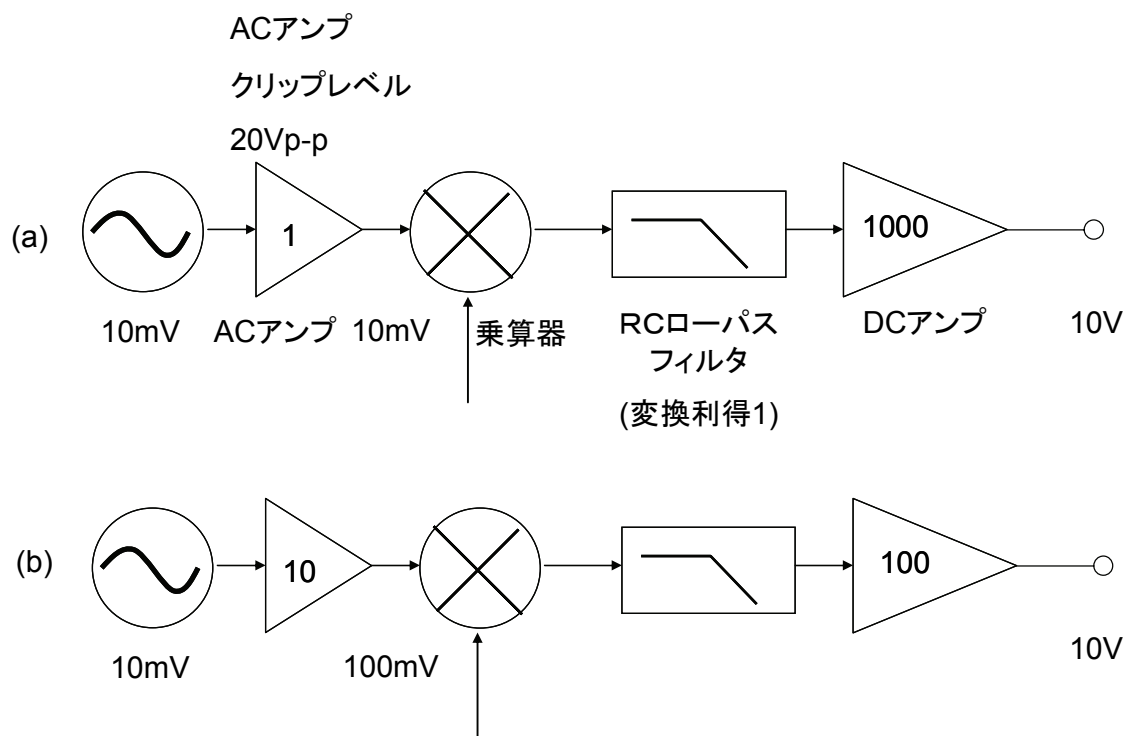 ACアンプ
クリップレベル
20Vp-p
(a)
1
1000
10mV
ACアンプ
10mV
乗算器
RCローパス
フィルタ
(変換利得1)
DCアンプ
10V
(b)
10
100
10mV
100mV
10V